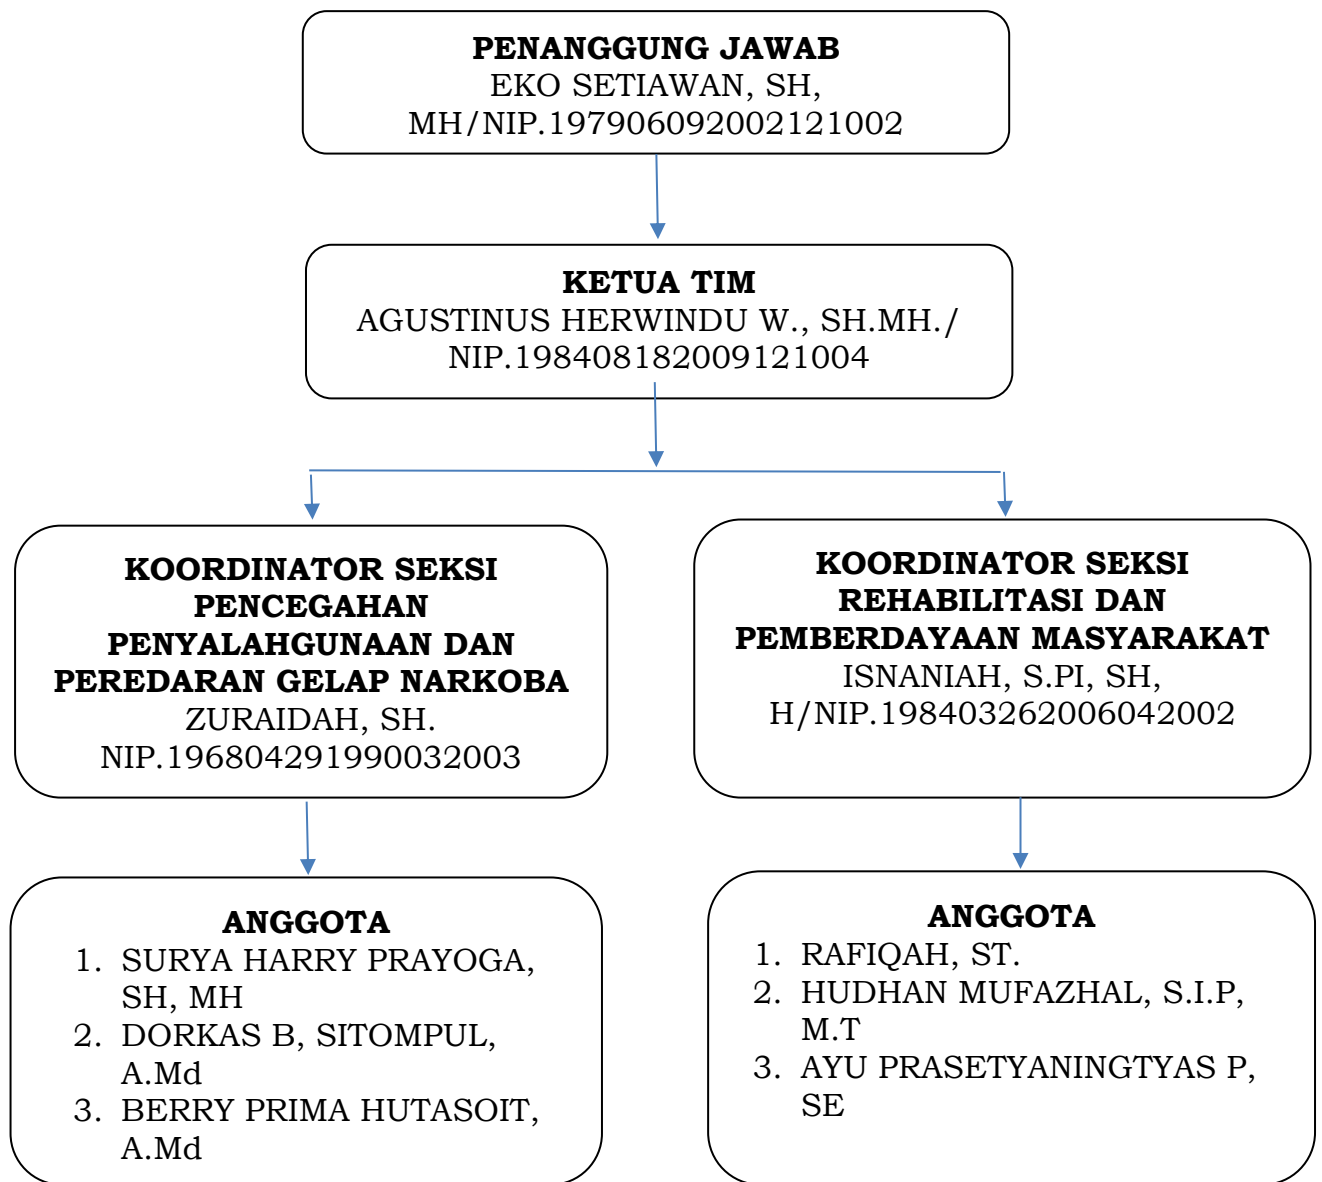 PENANGGUNG JAWAB
EKO SETIAWAN, SH,
MH/NIP.197906092002121002
KETUA TIM
AGUSTINUS HERWINDU W., SH.MH./
NIP.198408182009121004
KOORDINATOR SEKSI
PENCEGAHAN
PENYALAHGUNAAN DAN
PEREDARAN GELAP NARKOBA
ZURAIDAH, SH.
NIP.196804291990032003
KOORDINATOR SEKSI
REHABILITASI DAN
PEMBERDAYAAN MASYARAKAT
ISNANIAH, S.PI, SH,
H/NIP.198403262006042002
ANGGOTA
1. SURYA HARRY PRAYOGA,
SH, MH
2. DORKAS B, SITOMPUL,
A.Md
3. BERRY PRIMA HUTASOIT,
A.Md
ANGGOTA
1. RAFIQAH, ST.
2. HUDHAN MUFAZHAL, S.I.P,
M.T
3. AYU PRASETYANINGTYAS P,
SE